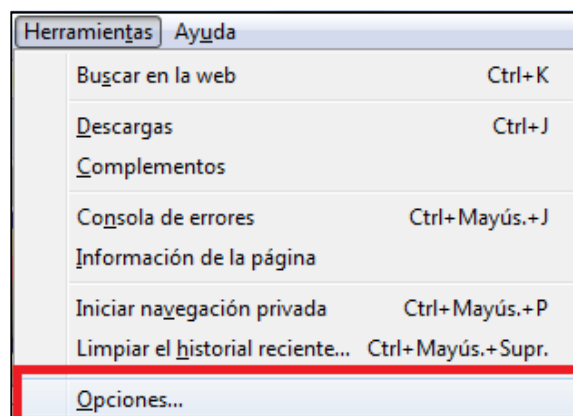 Herramientas Ayuda
Buscar en la web Ctrl+K
Descargas Ctrl+J
Complementos
Consola de errores Ctrl+Mayús.+J
Información de la página
Iniciar navegación privada Ctrl+Mayús.+P
Limpiar el historial reciente... Ctrl+Mayús.+Supr.
Opciones...